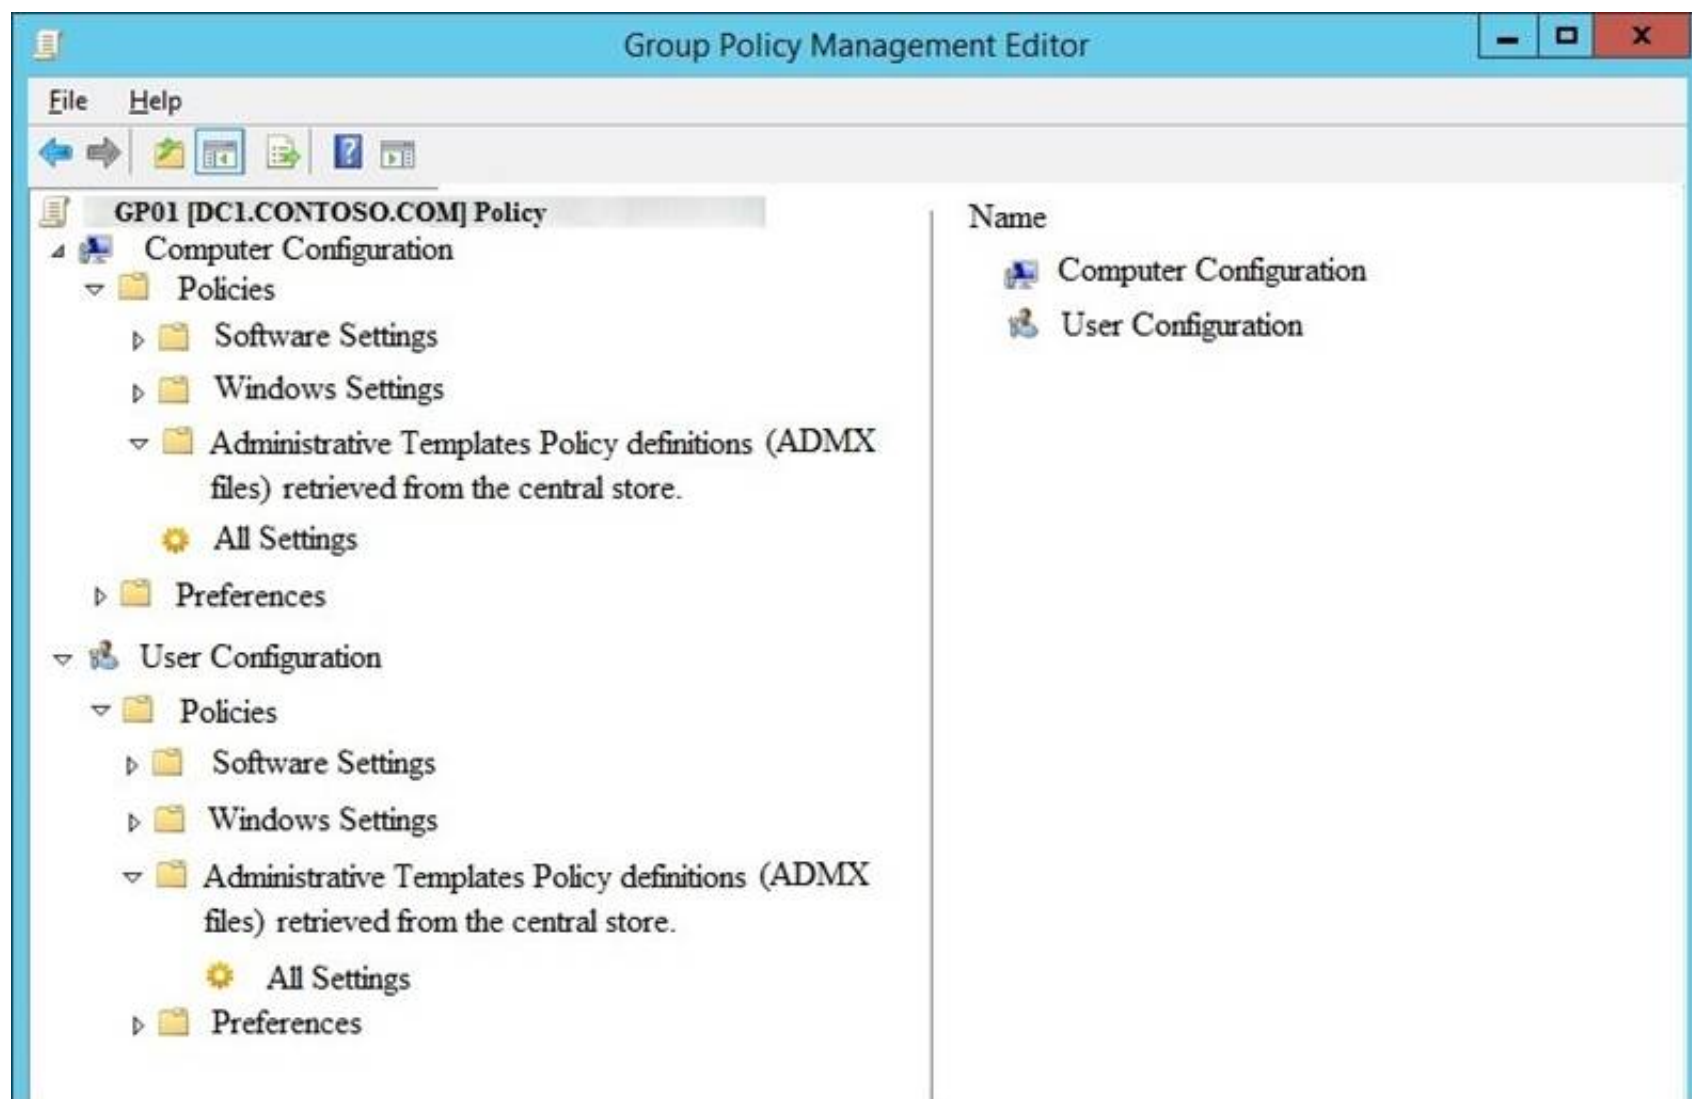 Group Policy Management Editor
File Help
GP01 [DC1.CONTOSO.COM] Policy
Computer Configuration
Policies
Software Settings
Windows Settings
Administrative Templates Policy definitions (ADMX
files) retrieved from the central store.
All Settings
Preferences
User Configuration
Policies
Software Settings
Windows Settings
Administrative Templates Policy definitions (ADMX
files) retrieved from the central store.
All Settings
Preferences
Name
Computer Configuration
User Configuration